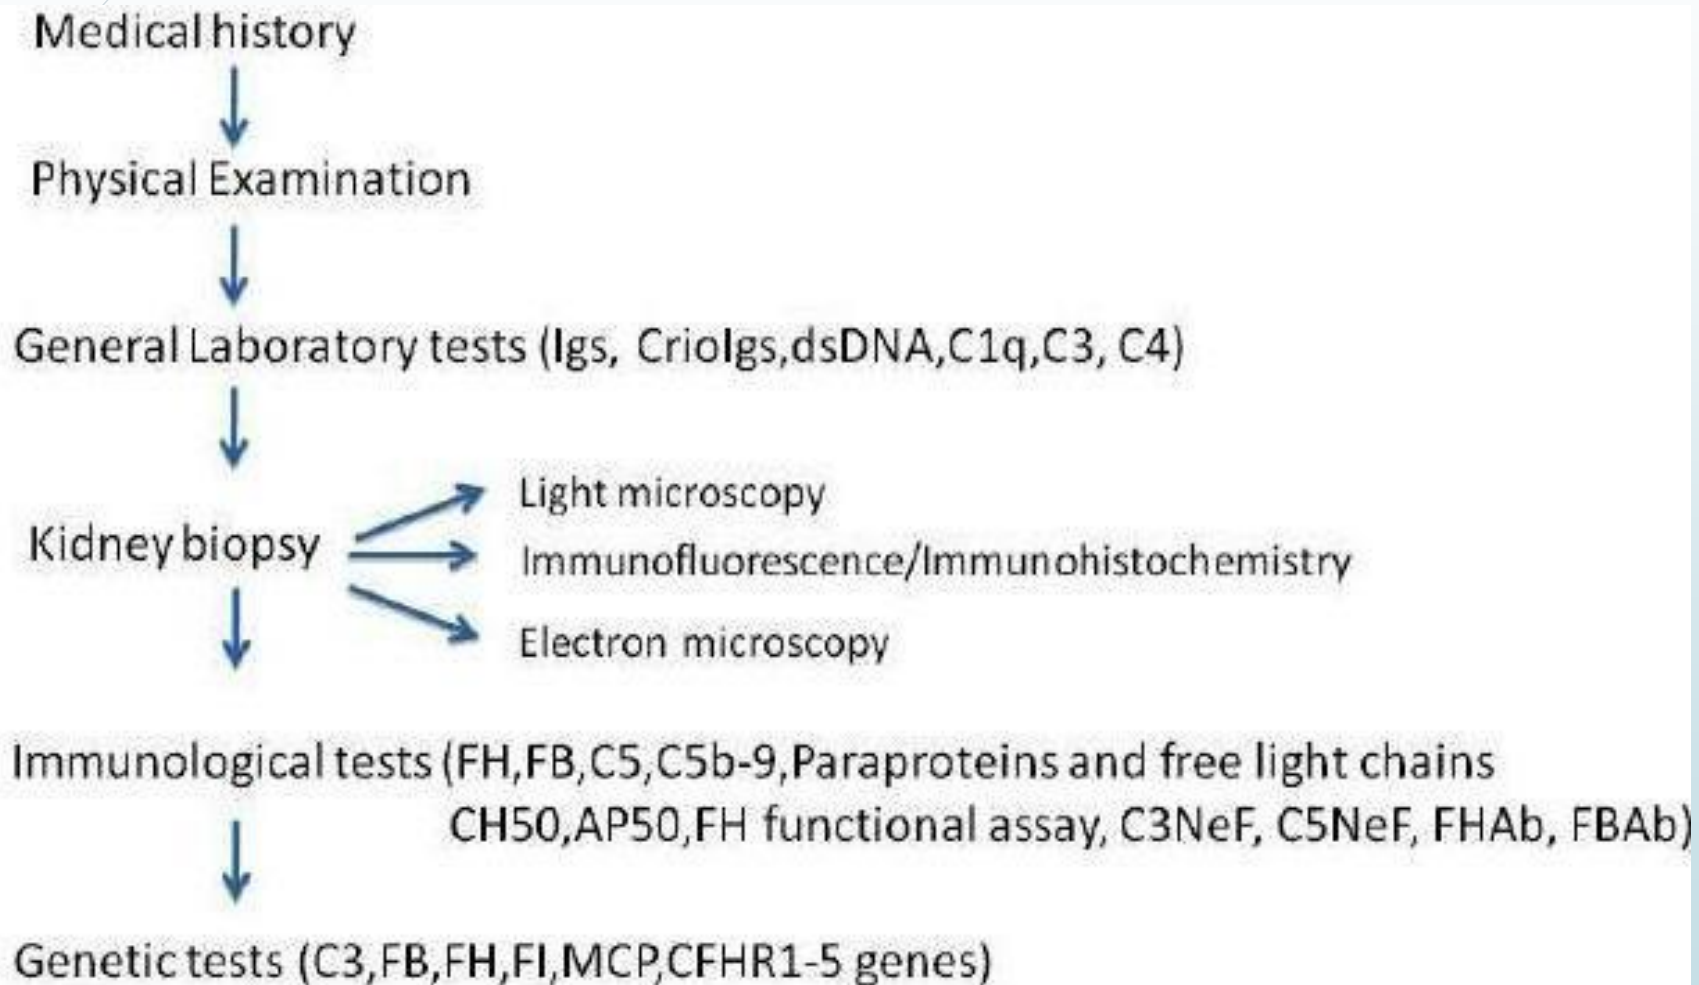 Medical history
Physical Examination
General Laboratory tests (Igs, CrioIgs,dsDNA,C1q,C3, C4)
Light microscopy
Kidney biopsy
Immunofluorescence/Immunohistochemistry
Electron microscopy
Immunological tests (FH,FB,C5,C5b-9,Paraproteins and free light chains
CH50,AP50,FH functional assay, C3NeF, C5NeF, FHAb, FBAb)
Genetic tests (C3,FB,FH,FI,MCP,CFHR1-5 genes)